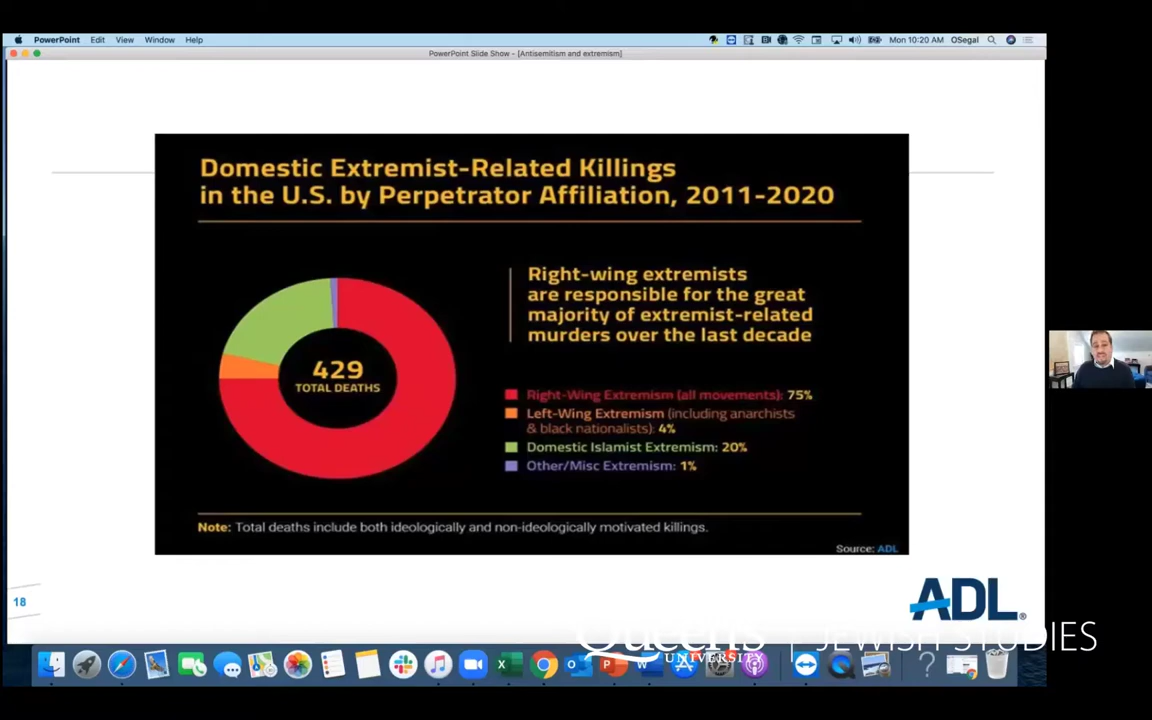 PowerPoint Edit View Window Help
Mon 10:20 AM OSegal
PowerPoint Slide Show - [Antisemitism and extremism]
Domestic Extremist-Related Killings
in the U.S. by Perpetrator Affiliation, 2011-2020
Right-wing extremists
are responsible for the great
majority of extremist-related
murders over the last decade
429
TOTAL DEATHS
Right-Wing Extremism (all movements): 75%
Left-Wing Extremism (including anarchists
& black nationalists): 4%
Domestic Islamist Extremism: 20%
Other/Misc Extremism: 1%
Note: Total deaths include both ideologically and non-ideologically motivated killings.
Source: ADL
18
ADL®
Queen's
UNIVERSITY
JEWISH STUDIES